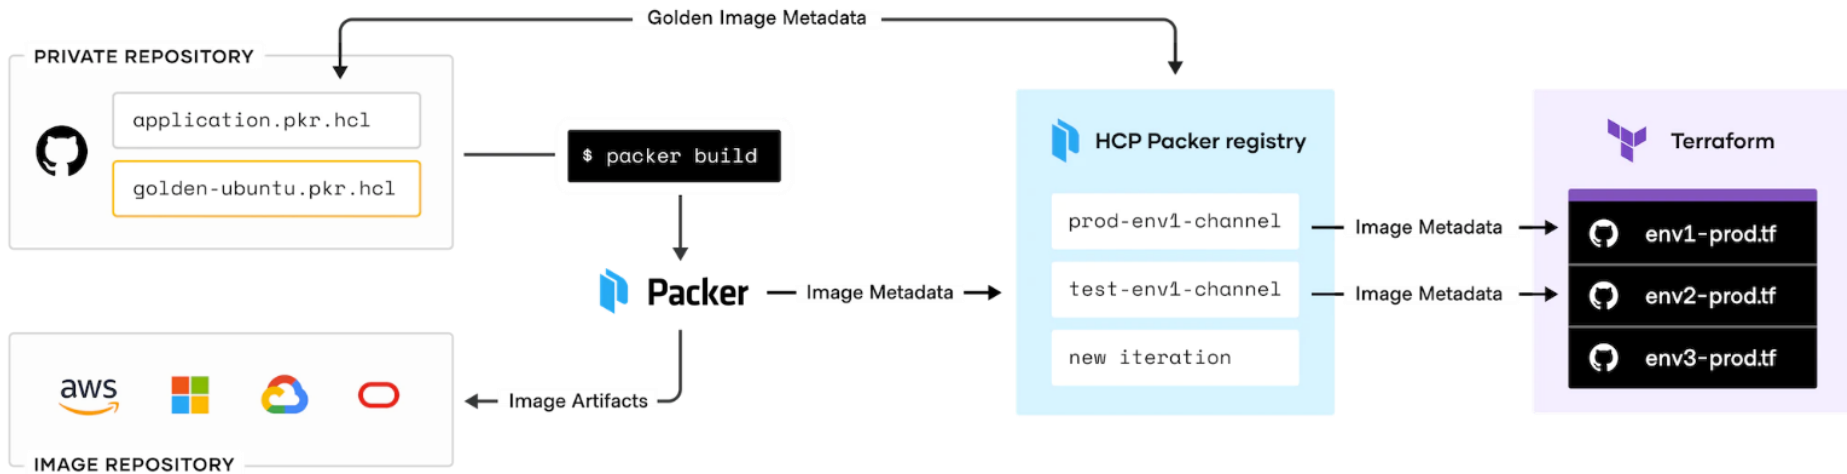 Golden Image Metadata
PRIVATE REPOSITORY
application.pkr.hcl
golden-ubuntu.pkr.hcl
$ packer build
Packer
Image Metadata
HCP Packer registry
prod-env1-channel
test-env1-channel
new iteration
Image Metadata
Image Metadata
Terraform
env1-prod.tf
env2-prod.tf
env3-prod.tf
Image Artifacts
aws
IMAGE REPOSITORY